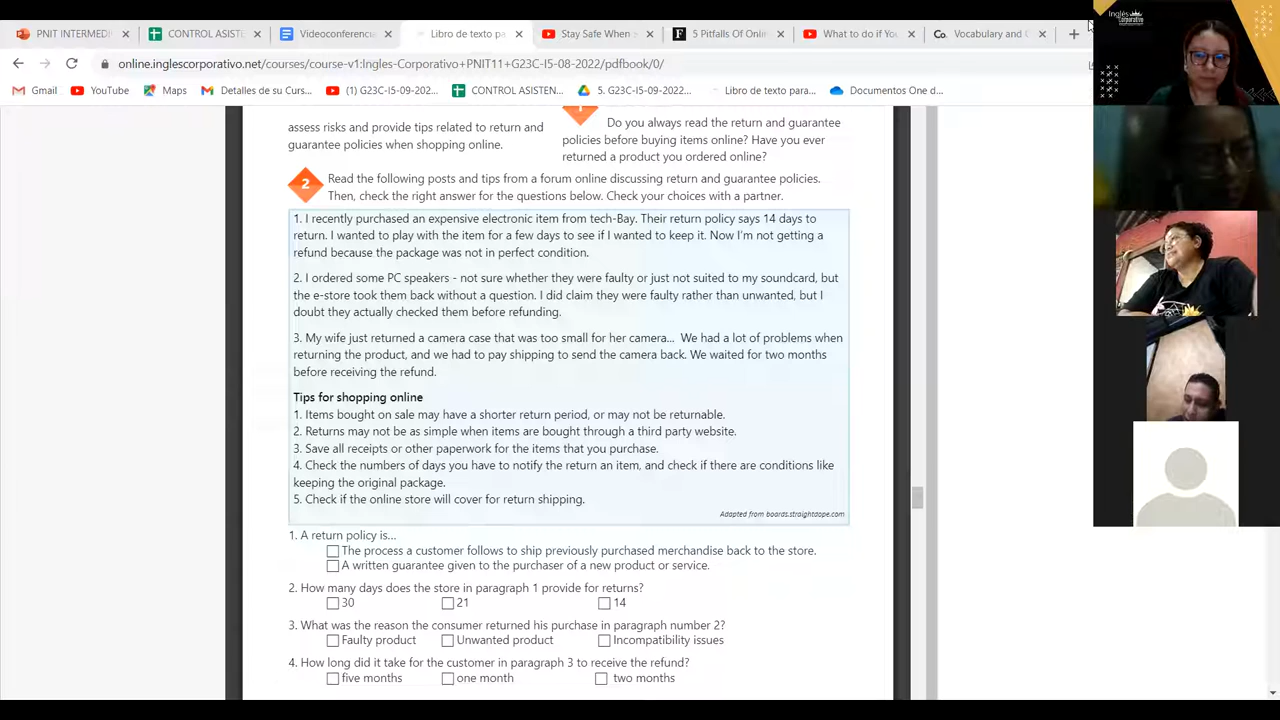 PNIT INTERMEDI
CONTROL ASISTE
Videoconferenci
Libro de texto pa
Stay Safe When S
5 Pitfalls Of Onlin
What to do if You
Co. Vocabulary and G
online.inglescorporativo.net/courses/course-v1:Ingles-Corporativo+PNIT11+G23C-I5-08-2022/pdfbook/0/
Gmail
YouTube
Maps
Detalles de su Curs...
(1) G23C-I5-09-202...
CONTROL ASISTEN...
5. G23C-I5-09-2022...
Libro de texto para...
Documentos One d...
Inglés
Corporativo
assess risks and provide tips related to return and
guarantee policies when shopping online.
1
Do you always read the return and guarantee
policies before buying items online? Have you ever
returned a product you ordered online?
2
Read the following posts and tips from a forum online discussing return and guarantee policies.
Then, check the right answer for the questions below. Check your choices with a partner.
1. I recently purchased an expensive electronic item from tech-Bay. Their return policy says 14 days to
return. I wanted to play with the item for a few days to see if I wanted to keep it. Now I'm not getting a
refund because the package was not in perfect condition.
2. I ordered some PC speakers - not sure whether they were faulty or just not suited to my soundcard, but
the e-store took them back without a question. I did claim they were faulty rather than unwanted, but I
doubt they actually checked them before refunding.
3. My wife just returned a camera case that was too small for her camera... We had a lot of problems when
returning the product, and we had to pay shipping to send the camera back. We waited for two months
before receiving the refund.
Tips for shopping online
1. Items bought on sale may have a shorter return period, or may not be returnable.
2. Returns may not be as simple when items are bought through a third party website.
3. Save all receipts or other paperwork for the items that you purchase.
4. Check the numbers of days you have to notify the return an item, and check if there are conditions like
keeping the original package.
5. Check if the online store will cover for return shipping.
Adapted from boards.straightdope.com
1. A return policy is...
The process a customer follows to ship previously purchased merchandise back to the store.
A written guarantee given to the purchaser of a new product or service.
2. How many days does the store in paragraph 1 provide for returns?
30 21 14
3. What was the reason the consumer returned his purchase in paragraph number 2?
Faulty product Unwanted product Incompatibility issues
4. How long did it take for the customer in paragraph 3 to receive the refund?
five months one month two months